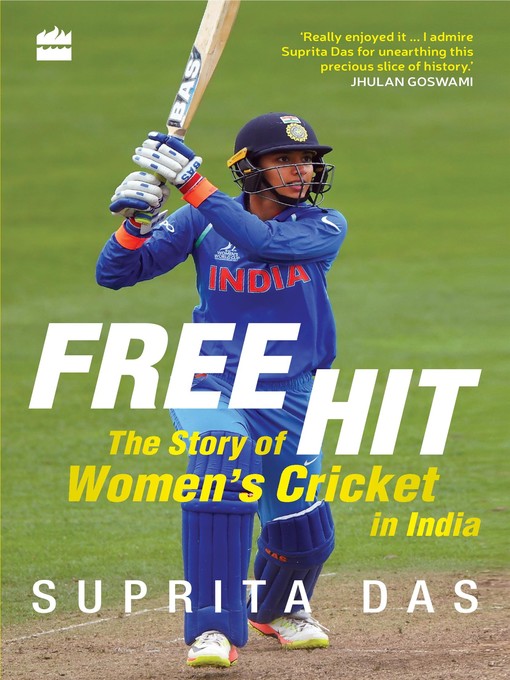 ‘Really enjoyed it ... I admire
Suprita Das for unearthing this
precious slice of history.’
JHULAN GOSWAMI
BAS
BAS
INDIA
FREE
HIT
The Story of
Women’s Cricket
in India
SUPRITA DAS